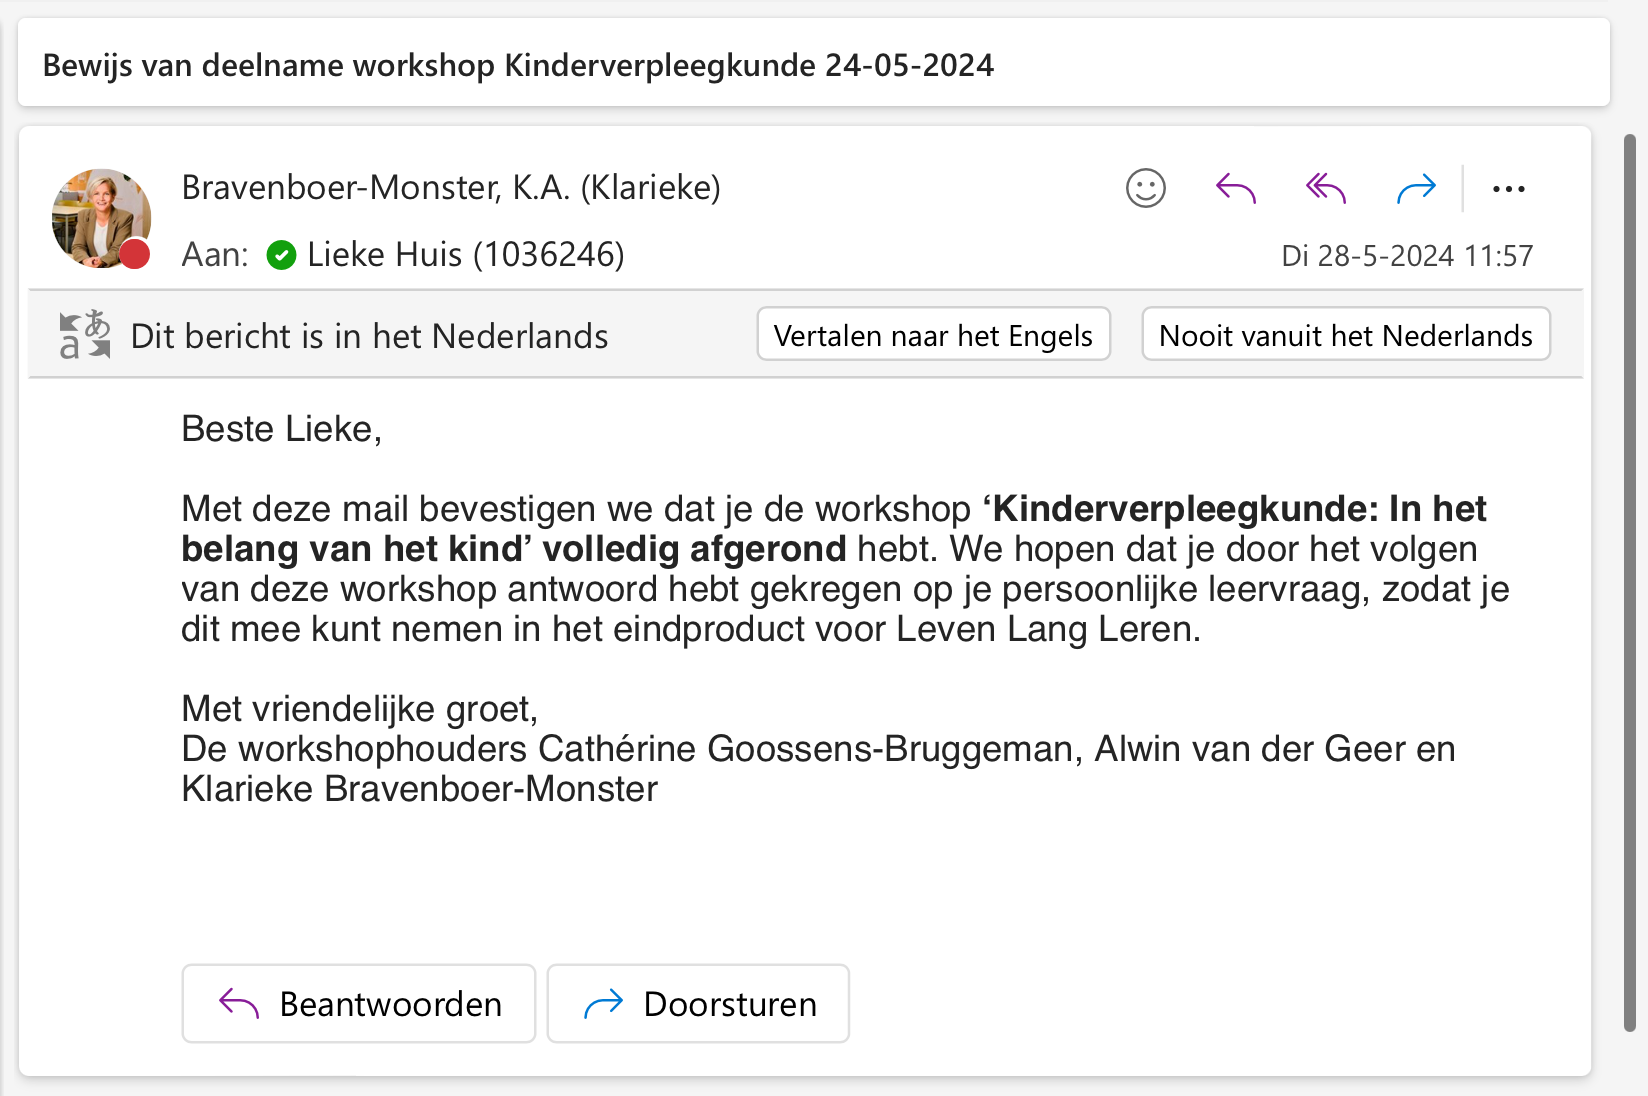 Bewijs van deelname workshop Kinderverpleegkunde 24-05-2024
Bravenboer-Monster, K.A. (Klarieke)
Aan: Lieke Huis (1036246)
Di 28-5-2024 11:57
Dit bericht is in het Nederlands
Vertalen naar het Engels
Nooit vanuit het Nederlands
Beste Lieke,
Met deze mail bevestigen we dat je de workshop ‘Kinderverpleegkunde: In het
belang van het kind’ volledig afgerond hebt. We hopen dat je door het volgen
van deze workshop antwoord hebt gekregen op je persoonlijke leervraag, zodat je
dit mee kunt nemen in het eindproduct voor Leven Lang Leren.
Met vriendelijke groet,
De workshophouders Cathérine Goossens-Bruggeman, Alwin van der Geer en
Klarieke Bravenboer-Monster
Beantwoorden
Doorsturen